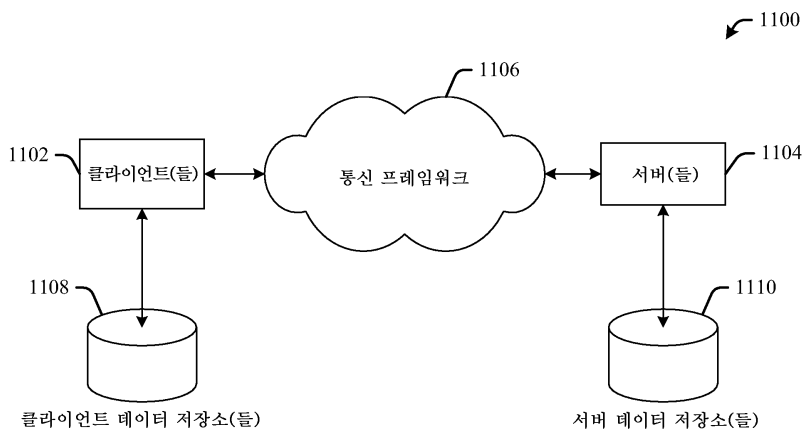 1100
1106
1102
클라이언트(들)
통신 프레임워크
서버(들)
1104
1108
1110
클라이언트 데이터 저장소(들)
서버 데이터 저장소(들)